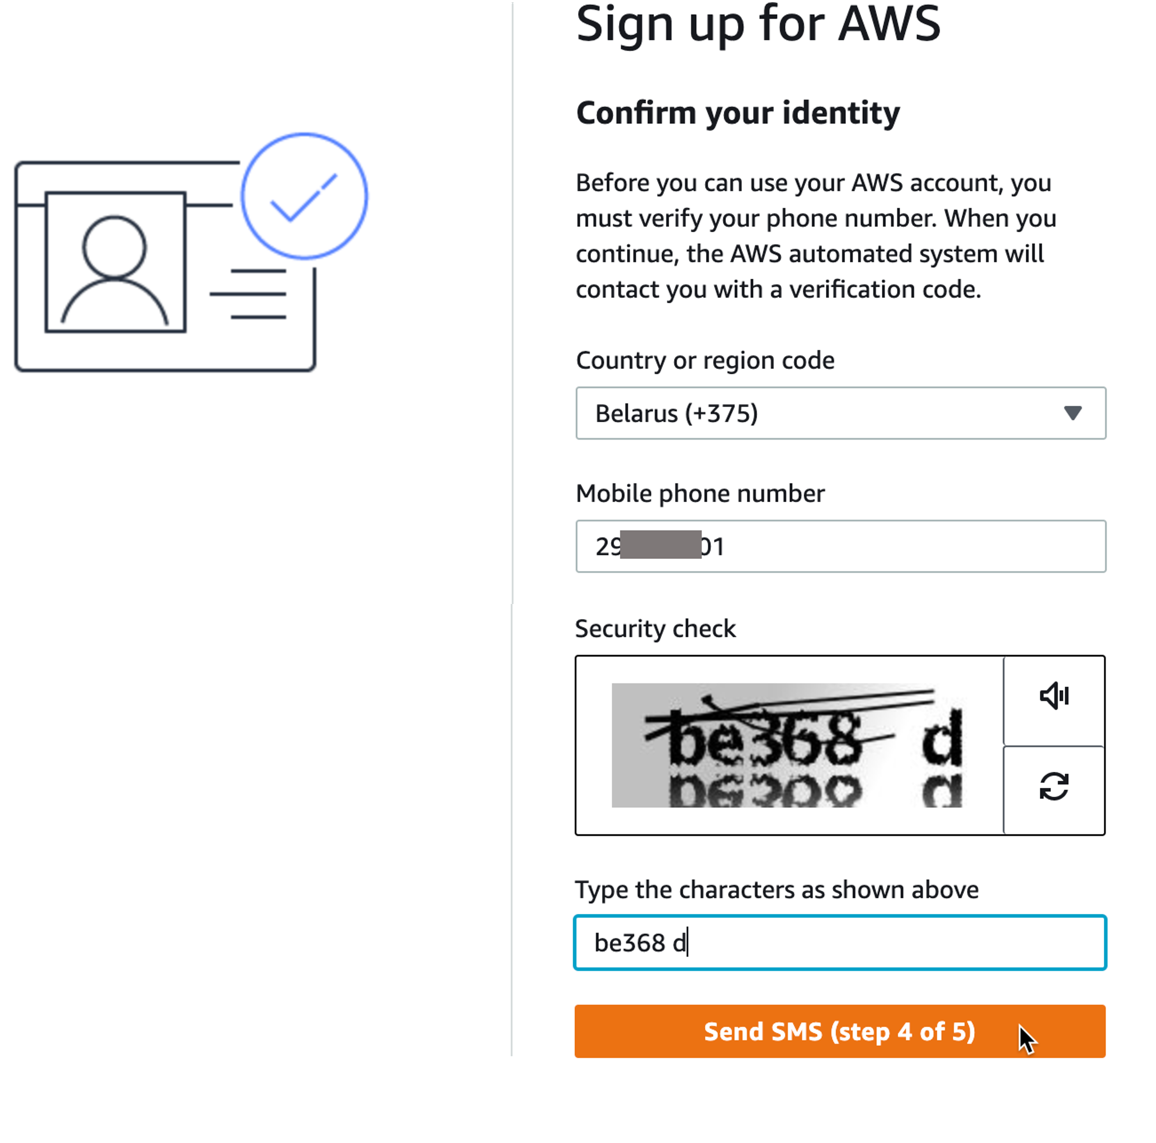 Sign up for AWS
Confirm your identity
Before you can use your AWS account, you
must verify your phone number. When you
continue, the AWS automated system will
contact you with a verification code.
Country or region code
Belarus (+375)
Mobile phone number
29 01
Security check
be368 d
Type the characters as shown above
be368 d
Send SMS (step 4 of 5)